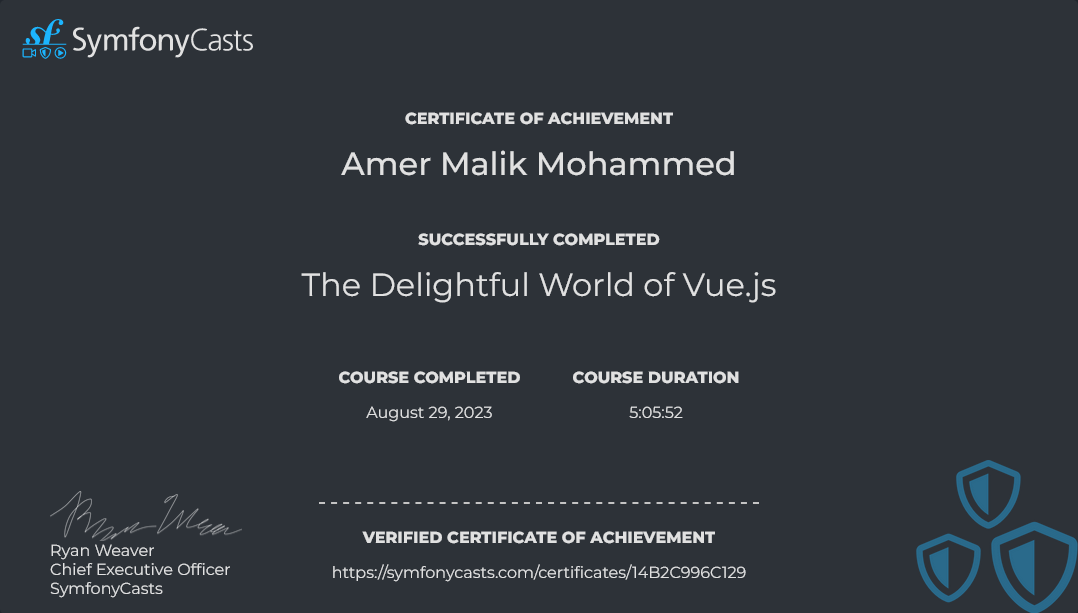 SymfonyCasts
CERTIFICATE OF ACHIEVEMENT
Amer Malik Mohammed
SUCCESSFULLY COMPLETED
The Delightful World of Vue.js
COURSE COMPLETED
August 29, 2023
COURSE DURATION
5:05:52
Ryan Weaver
Ryan Weaver
Chief Executive Officer
SymfonyCasts
VERIFIED CERTIFICATE OF ACHIEVEMENT
https://symfonycasts.com/certificates/14B2C996C129